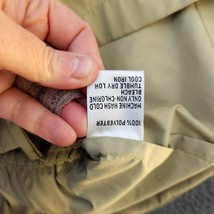 100% POLYESTER
MACHINE WASH COLD
ONLY NON-CHLORINE
BLEACH
TUMBLE DRY LOW
COOL IRON